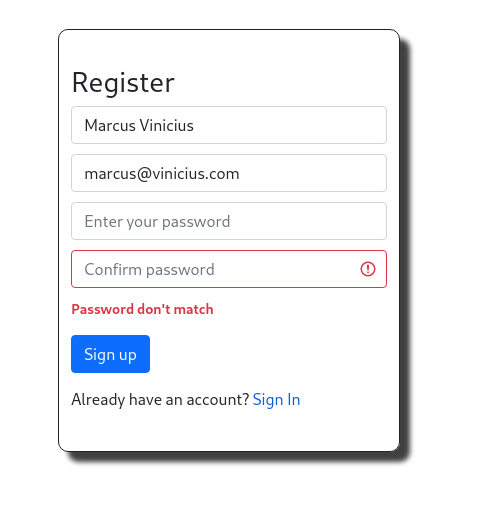 Register
Marcus Vinicius
marcus@vinicius.com
Enter your password
Confirm password
Password don't match
Sign up
Already have an account? Sign In